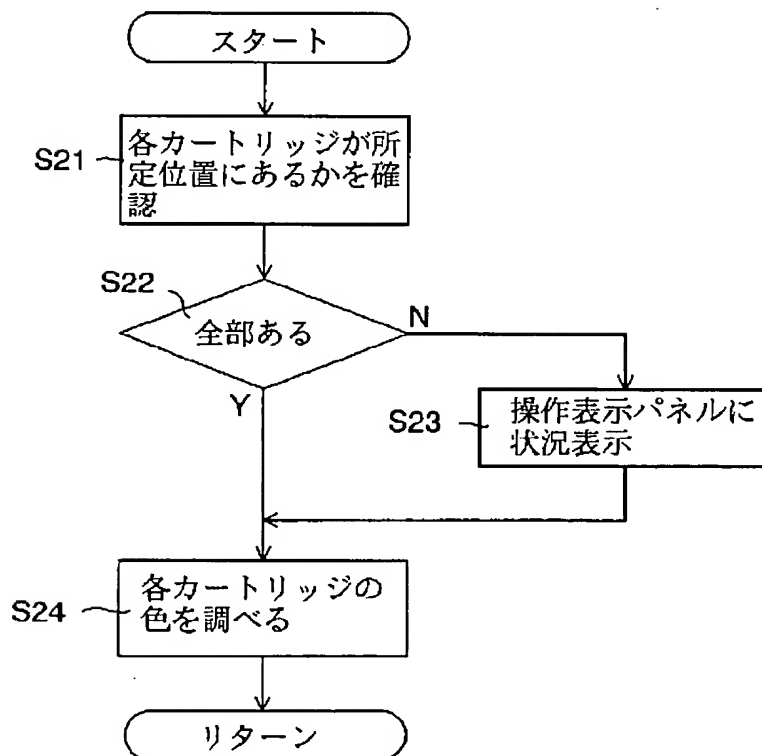 スタート
S21
各カートリッジが所
定位置にあるかを確
認
S22
全部ある
N
Y
S23
操作表示パネルに
状況表示
S24
各カートリッジの
色を調べる
リターン